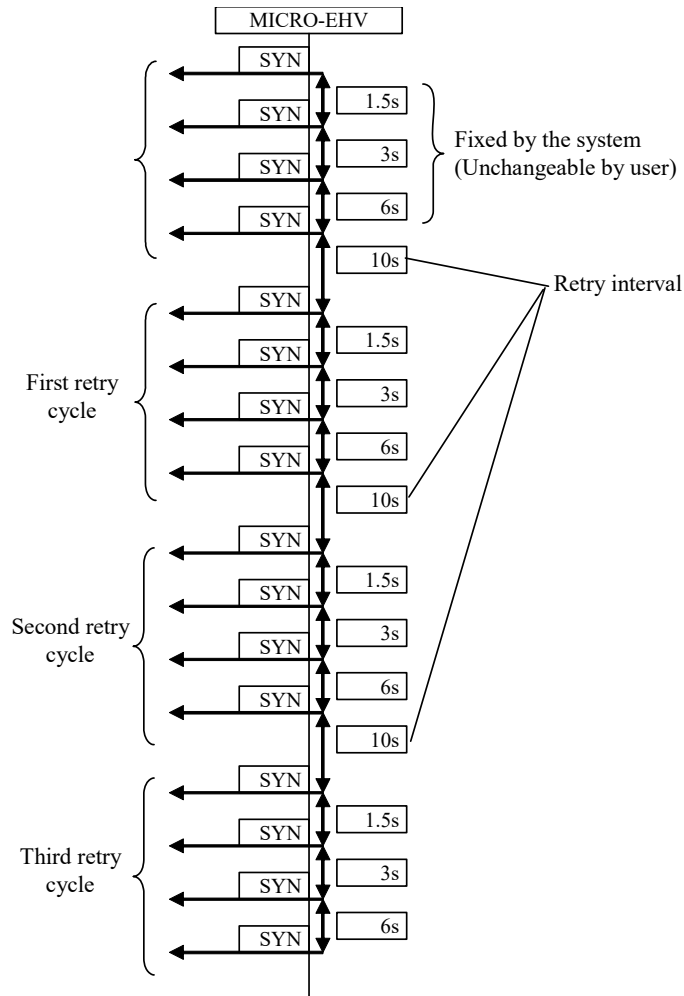 MICRO-EHV
SYN
1.5s
SYN
Fixed by the system
3s
(Unchangeable by user)
SYN
6s
SYN
10s
Retry interval
SYN
1.5s
SYN
First retry
cycle
3s
SYN
6s
SYN
10s
SYN
1.5s
SYN
Second retry
cycle
3s
SYN
6s
SYN
10s
SYN
1.5s
SYN
Third retry
cycle
3s
SYN
6s
SYN